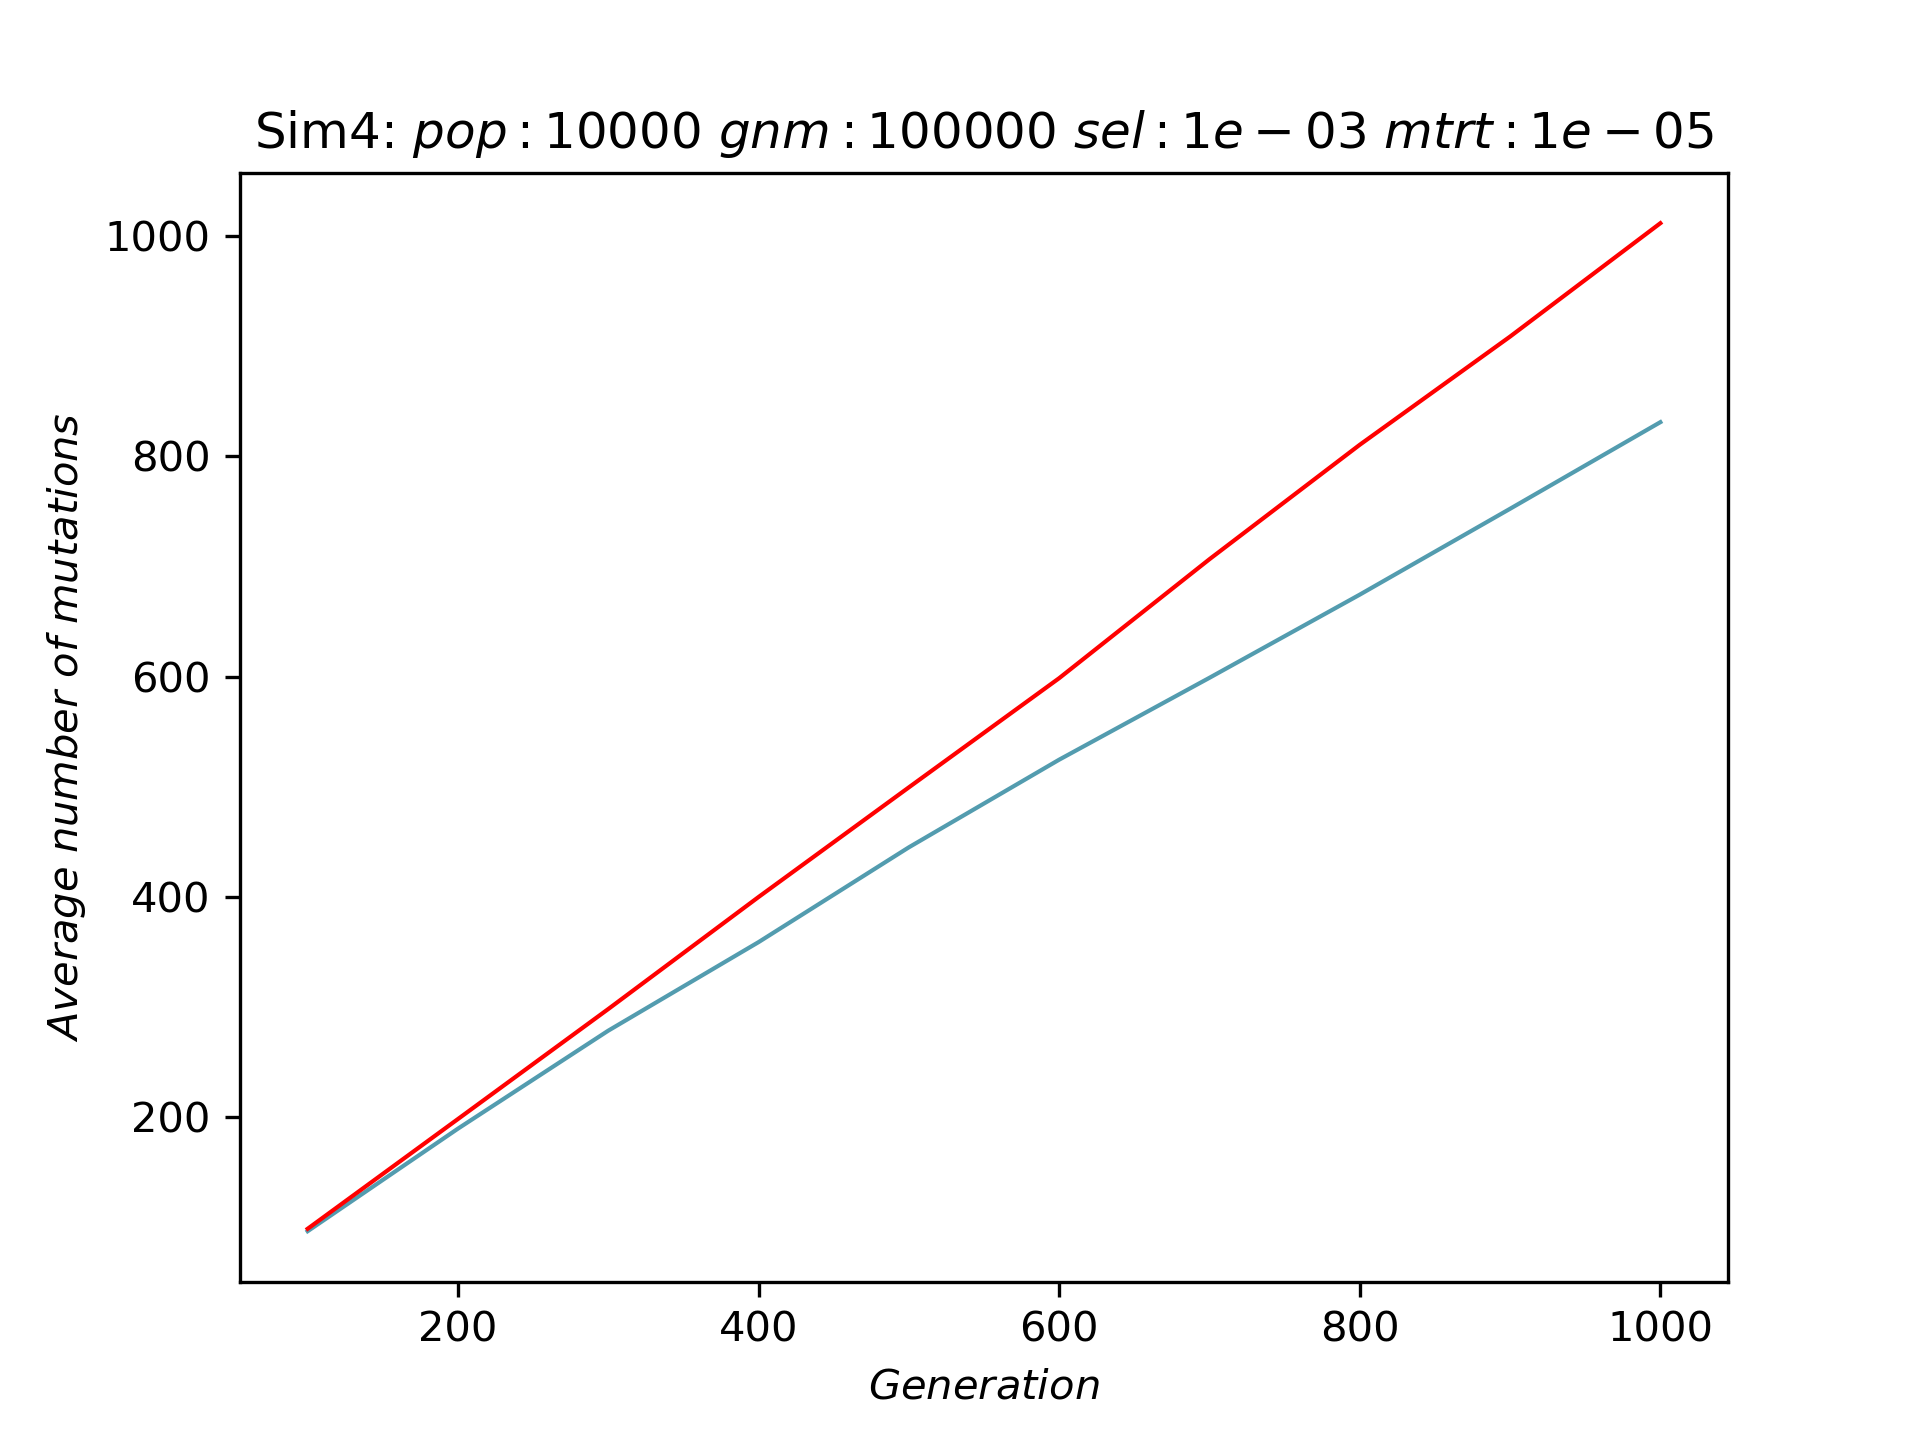 Sim4: pop : 10000 gnm : 100000 sel : 1e − 03 mtrt : 1e − 05
Average number of mutations
1000
800
600
400
200
200 400 600 800 1000
Generation